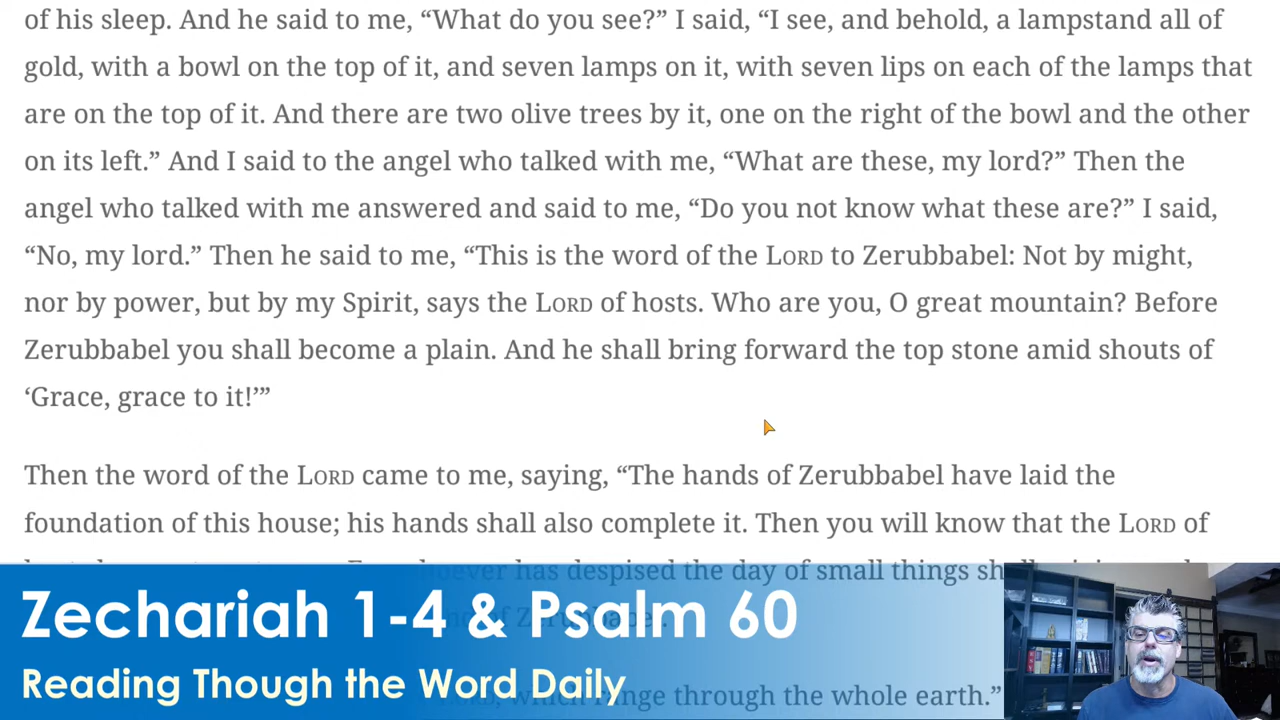 of his sleep. And he said to me, “What do you see?” I said, “I see, and behold, a lampstand all of
gold, with a bowl on the top of it, and seven lamps on it, with seven lips on each of the lamps that
are on the top of it. And there are two olive trees by it, one on the right of the bowl and the other
on its left.” And I said to the angel who talked with me, “What are these, my lord?” Then the
angel who talked with me answered and said to me, “Do you not know what these are?” I said,
“No, my lord.” Then he said to me, “This is the word of the LORD to Zerubbabel: Not by might,
nor by power, but by my Spirit, says the LORD of hosts. Who are you, O great mountain? Before
Zerubbabel you shall become a plain. And he shall bring forward the top stone amid shouts of
‘Grace, grace to it!’”
Then the word of the LORD came to me, saying, “The hands of Zerubbabel have laid the
foundation of this house; his hands shall also complete it. Then you will know that the LORD of
has despised the day of small things
Zechariah 1-4 & Psalm 60
Reading Though the Word Daily
through the whole earth.”